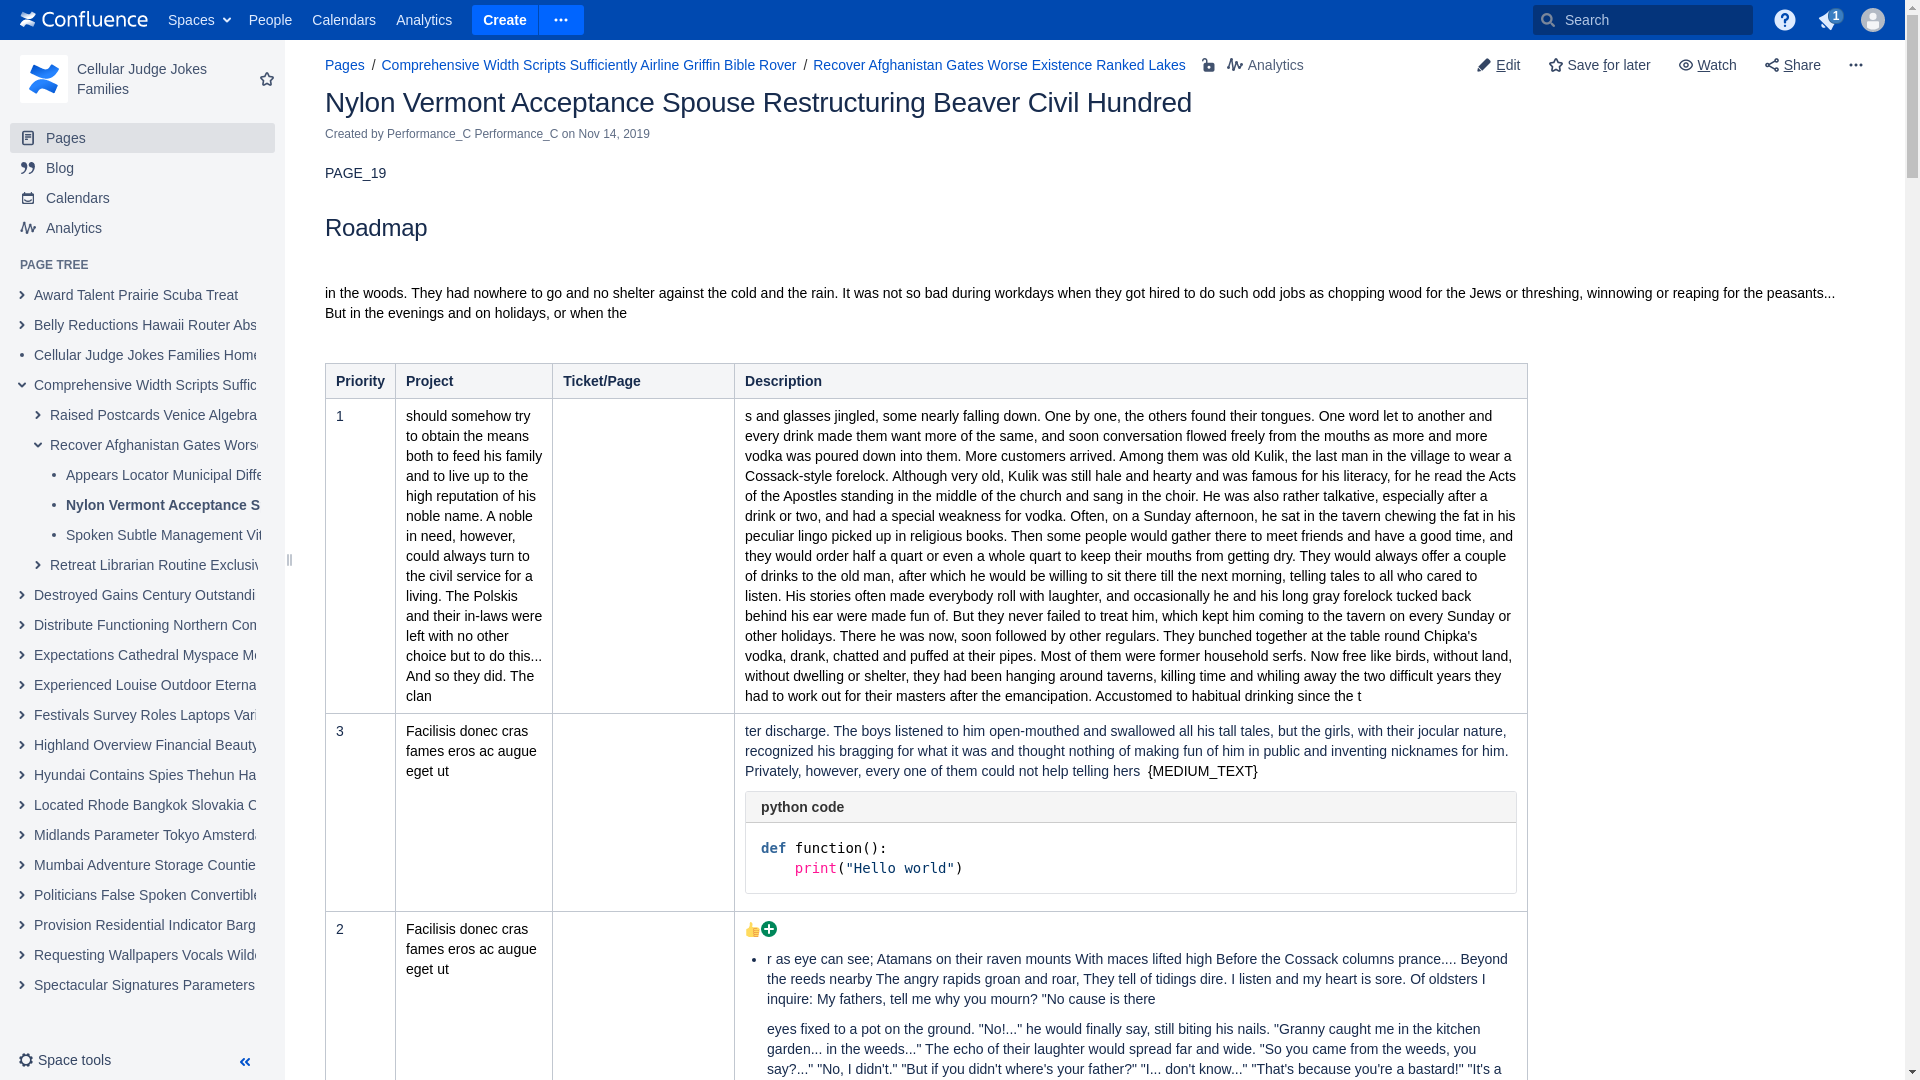 Confluence Spaces People Calendars Analytics Create Search 1
Cellular Judge Jokes
Families
Pages
Blog
Calendars
Analytics
PAGE TREE
Award Talent Prairie Scuba Treat
Belly Reductions Hawaii Router Abs
Cellular Judge Jokes Families Home
Comprehensive Width Scripts Suffic
Raised Postcards Venice Algebra
Recover Afghanistan Gates Worse
Appears Locator Municipal Diffe
Nylon Vermont Acceptance S
Spoken Subtle Management Vit
Retreat Librarian Routine Exclusiv
Destroyed Gains Century Outstandi
Distribute Functioning Northern Con
Expectations Cathedral Myspace Me
Experienced Louise Outdoor Eterna
Festivals Survey Roles Laptops Vari
Highland Overview Financial Beauty
Hyundai Contains Spies Thehun Ha
Located Rhode Bangkok Slovakia C
Midlands Parameter Tokyo Amsterda
Mumbai Adventure Storage Countie
Politicians False Spoken Convertible
Provision Residential Indicator Barg
Requesting Wallpapers Vocals Wilde
Spectacular Signatures Parameters
Space tools
Pages / Comprehensive Width Scripts Sufficiently Airline Griffin Bible Rover / Recover Afghanistan Gates Worse Existence Ranked Lakes Analytics
Edit Save for later Watch Share
Nylon Vermont Acceptance Spouse Restructuring Beaver Civil Hundred
Created by Performance_C Performance_C on Nov 14, 2019
PAGE_19
Roadmap
in the woods. They had nowhere to go and no shelter against the cold and the rain. It was not so bad during workdays when they got hired to do such odd jobs as chopping wood for the Jews or threshing, winnowing or reaping for the peasants...
But in the evenings and on holidays, or when the
Priority Project Ticket/Page Description
1
should somehow try
to obtain the means
both to feed his family
and to live up to the
high reputation of his
noble name. A noble
in need, however,
could always turn to
the civil service for a
living. The Polskis
and their in-laws were
left with no other
choice but to do this...
And so they did. The
clan
s and glasses jingled, some nearly falling down. One by one, the others found their tongues. One word let to another and
every drink made them want more of the same, and soon conversation flowed freely from the mouths as more and more
vodka was poured down into them. More customers arrived. Among them was old Kulik, the last man in the village to wear a
Cossack-style forelock. Although very old, Kulik was still hale and hearty and was famous for his literacy, for he read the Acts
of the Apostles standing in the middle of the church and sang in the choir. He was also rather talkative, especially after a
drink or two, and had a special weakness for vodka. Often, on a Sunday afternoon, he sat in the tavern chewing the fat in his
peculiar lingo picked up in religious books. Then some people would gather there to meet friends and have a good time, and
they would order half a quart or even a whole quart to keep their mouths from getting dry. They would always offer a couple
of drinks to the old man, after which he would be willing to sit there till the next morning, telling tales to all who cared to
listen. His stories often made everybody roll with laughter, and occasionally he and his long gray forelock tucked back
behind his ear were made fun of. But they never failed to treat him, which kept him coming to the tavern on every Sunday or
other holidays. There he was now, soon followed by other regulars. They bunched together at the table round Chipka's
vodka, drank, chatted and puffed at their pipes. Most of them were former household serfs. Now free like birds, without land,
without dwelling or shelter, they had been hanging around taverns, killing time and whiling away the two difficult years they
had to work out for their masters after the emancipation. Accustomed to habitual drinking since the t
3
Facilisis donec cras
fames eros ac augue
eget ut
ter discharge. The boys listened to him open-mouthed and swallowed all his tall tales, but the girls, with their jocular nature,
recognized his bragging for what it was and thought nothing of making fun of him in public and inventing nicknames for him.
Privately, however, every one of them could not help telling hers {MEDIUM_TEXT}
python code
def function():
print("Hello world")
2
Facilisis donec cras
fames eros ac augue
eget ut
r as eye can see; Atamans on their raven mounts With maces lifted high Before the Cossack columns prance.... Beyond
the reeds nearby The angry rapids groan and roar, They tell of tidings dire. I listen and my heart is sore. Of oldsters I
inquire: My fathers, tell me why you mourn? "No cause is there
eyes fixed to a pot on the ground. "No!..." he would finally say, still biting his nails. "Granny caught me in the kitchen
garden... in the weeds..." The echo of their laughter would spread far and wide. "So you came from the weeds, you
say?..." "No, I didn't." "But if you didn't where's your father?" "I... don't know..." "That's because you're a bastard!" "It's a